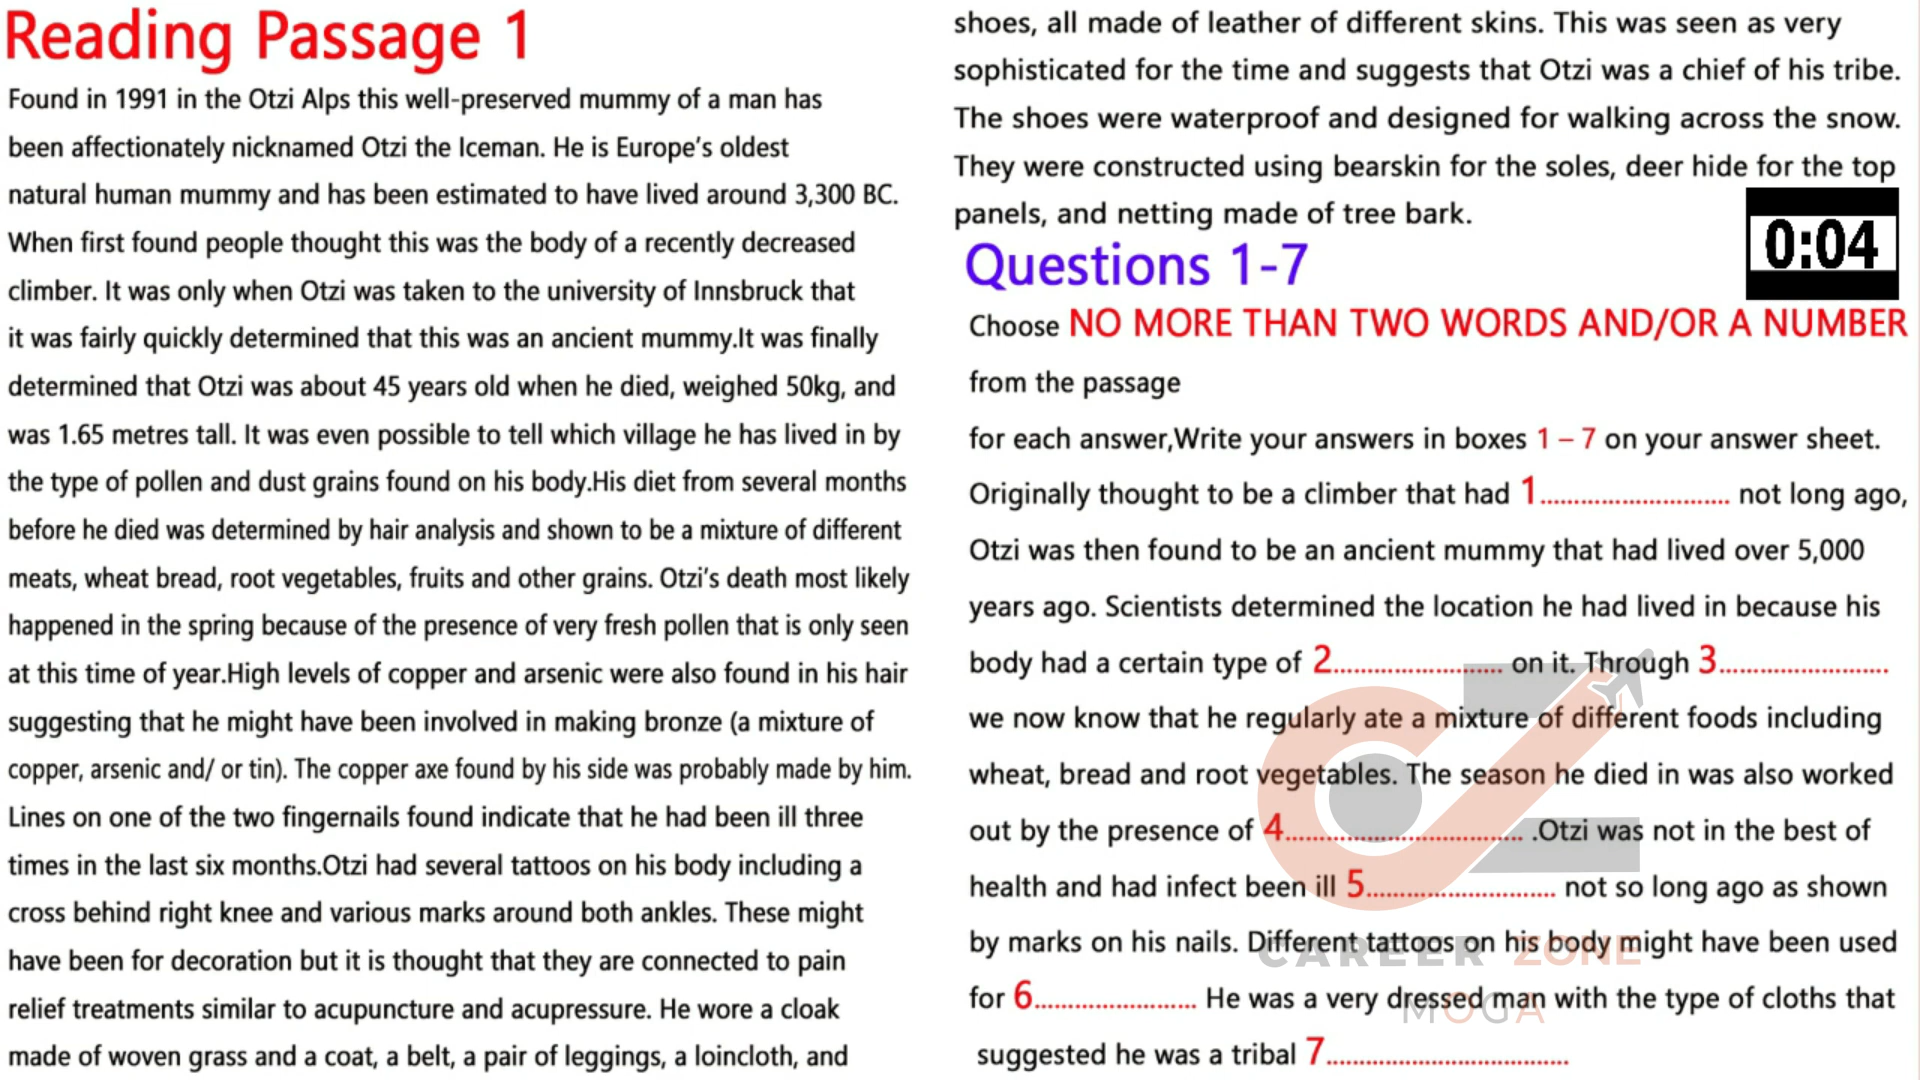 Reading Passage 1
Found in 1991 in the Otzi Alps this well-preserved mummy of a man has
been affectionately nicknamed Otzi the Iceman. He is Europe's oldest
natural human mummy and has been estimated to have lived around 3,300 BC.
When first found people thought this was the body of a recently decreased
climber. It was only when Otzi was taken to the university of Innsbruck that
it was fairly quickly determined that this was an ancient mummy.It was finally
determined that Otzi was about 45 years old when he died, weighed 50kg, and
was 1.65 metres tall. It was even possible to tell which village he has lived in by
the type of pollen and dust grains found on his body.His diet from several months
before he died was determined by hair analysis and shown to be a mixture of different
meats, wheat bread, root vegetables, fruits and other grains. Otzi's death most likely
happened in the spring because of the presence of very fresh pollen that is only seen
at this time of year.High levels of copper and arsenic were also found in his hair
suggesting that he might have been involved in making bronze (a mixture of
copper, arsenic and/ or tin). The copper axe found by his side was probably made by him.
Lines on one of the two fingernails found indicate that he had been ill three
times in the last six months.Otzi had several tattoos on his body including a
cross behind right knee and various marks around both ankles. These might
have been for decoration but it is thought that they are connected to pain
relief treatments similar to acupuncture and acupressure. He wore a cloak
made of woven grass and a coat, a belt, a pair of leggings, a loincloth, and
shoes, all made of leather of different skins. This was seen as very
sophisticated for the time and suggests that Otzi was a chief of his tribe.
The shoes were waterproof and designed for walking across the snow.
They were constructed using bearskin for the soles, deer hide for the top
panels, and netting made of tree bark.
0:04
Questions 1-7
Choose NO MORE THAN TWO WORDS AND/OR A NUMBER
from the passage
for each answer,Write your answers in boxes 1 – 7 on your answer sheet.
Originally thought to be a climber that had 1............................ not long ago,
Otzi was then found to be an ancient mummy that had lived over 5,000
years ago. Scientists determined the location he had lived in because his
body had a certain type of 2......................... on it. Through 3.........................
we now know that he regularly ate a mixture of different foods including
wheat, bread and root vegetables. The season he died in was also worked
out by the presence of 4................................... .Otzi was not in the best of
health and had infect been ill 5............................ not so long ago as shown
by marks on his nails. Different tattoos on his body might have been used
for 6........................ He was a very dressed man with the type of cloths that
suggested he was a tribal 7....................................
CAREER ZONE
MOGA